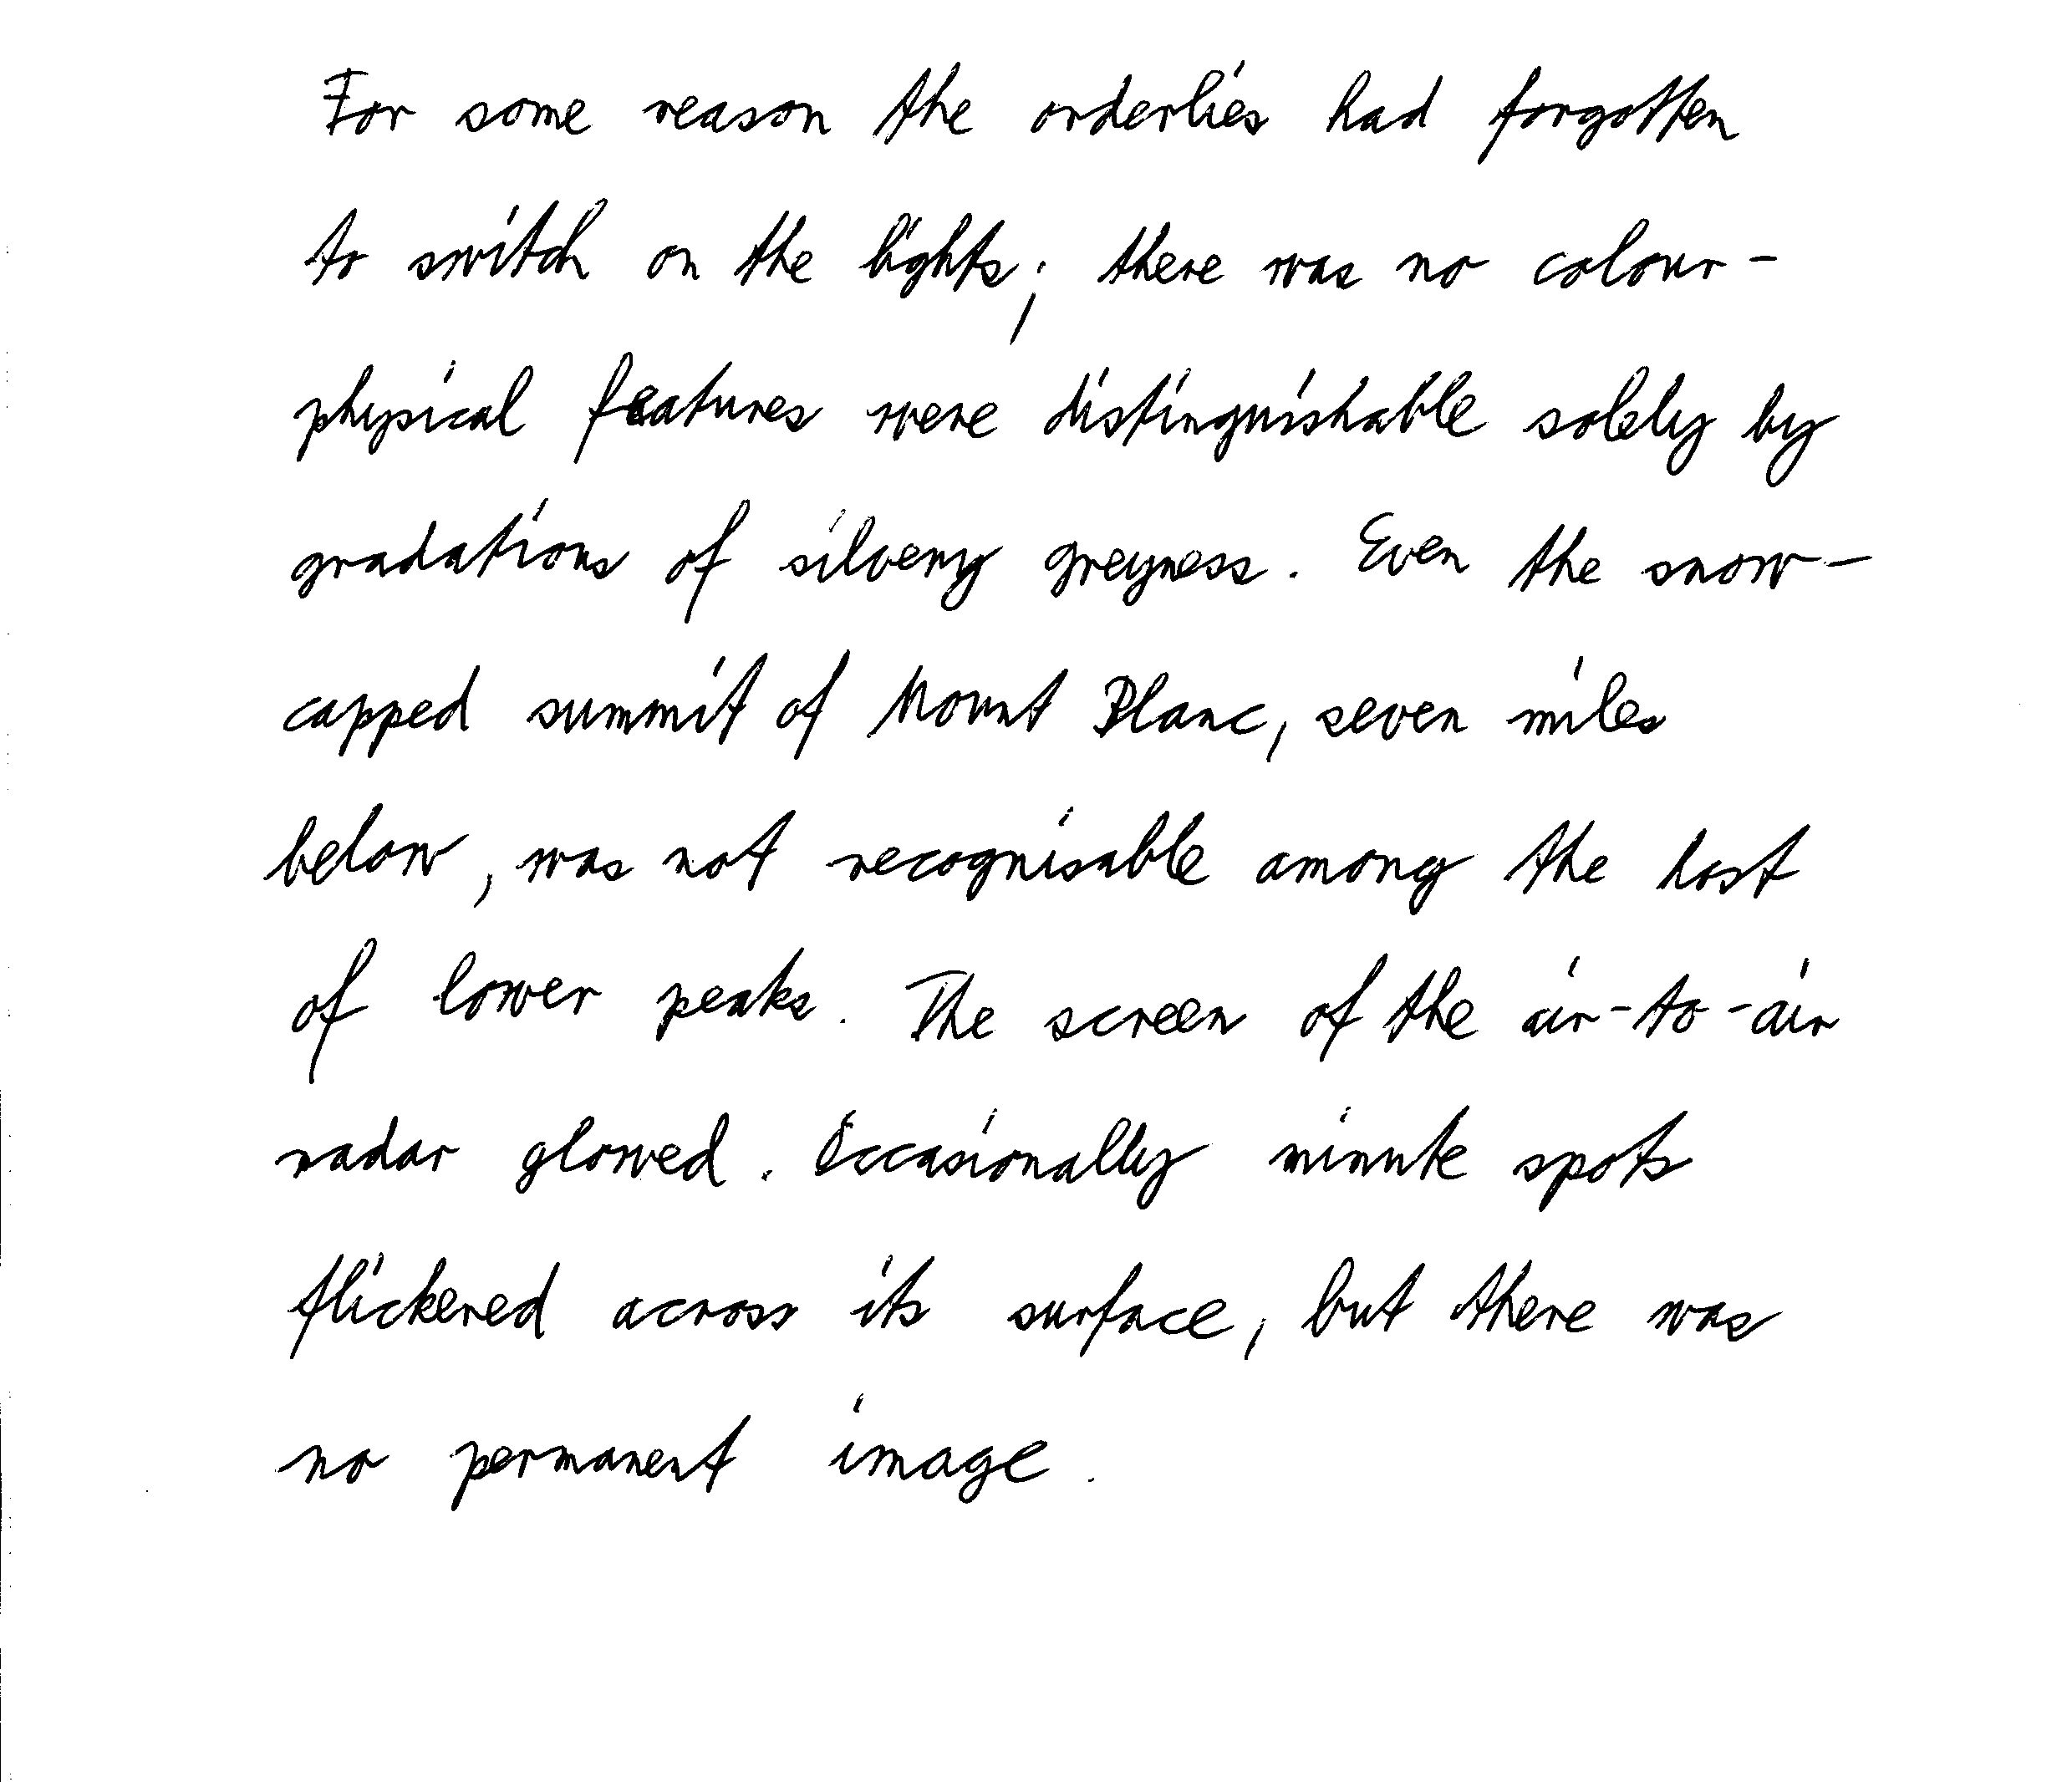 For some reason the orderlies had forgotten
to switch on the lights; there was no colour -
physical features were distinguishable solely by
gradations of silvery greyness. Even the snow-
capped summit of Mount Blanc, seven miles
below, was not recognisable among the host
of lower peaks. The screen of the air-to-air
radar glowed. Occasionally minute spots
flickered across its surface, but there was
no permanent image.